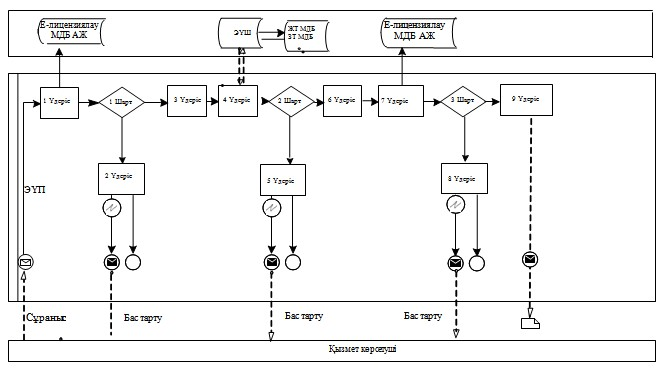 Е-лицензиялау
МДБ АЖ
ЭҮШ
ЖТ МДБ
ЗТ МДБ
Е-лицензиялау
МДБ АЖ
1 Үдеріс
1 Шарт
3 Үдеріс
4 Үдеріс
2 Шарт
6 Үдеріс
7 Үдеріс
3 Шарт
9 Үдеріс
2 Үдеріс
5 Үдеріс
8 Үдеріс
ЭҮП
Сұраныс
Бас тарту
Бас тарту
Бас тарту
Қызмет көрсетуші